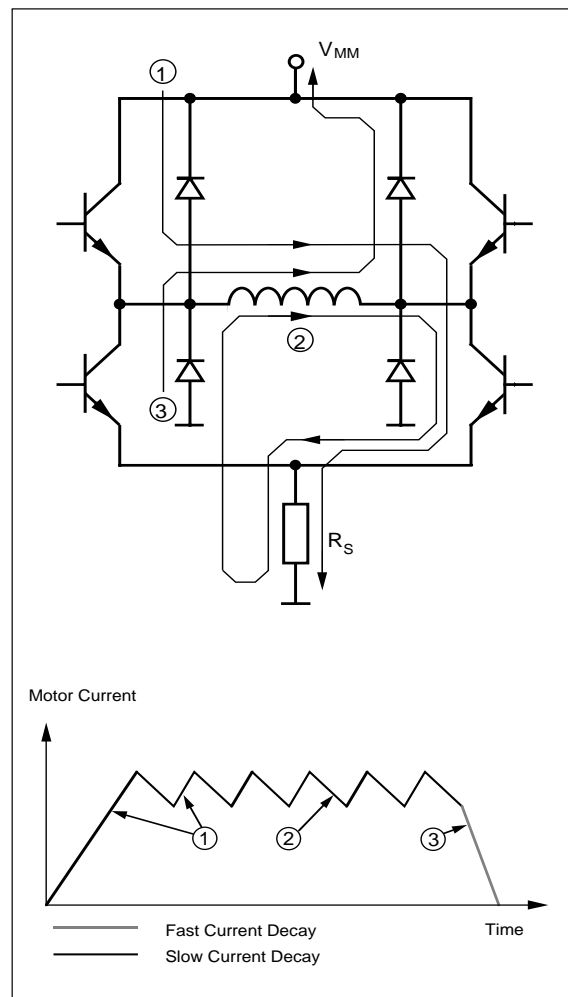 V_MM
①
③
②
R_S
Motor Current
①
②
③
Time
Fast Current Decay
Slow Current Decay